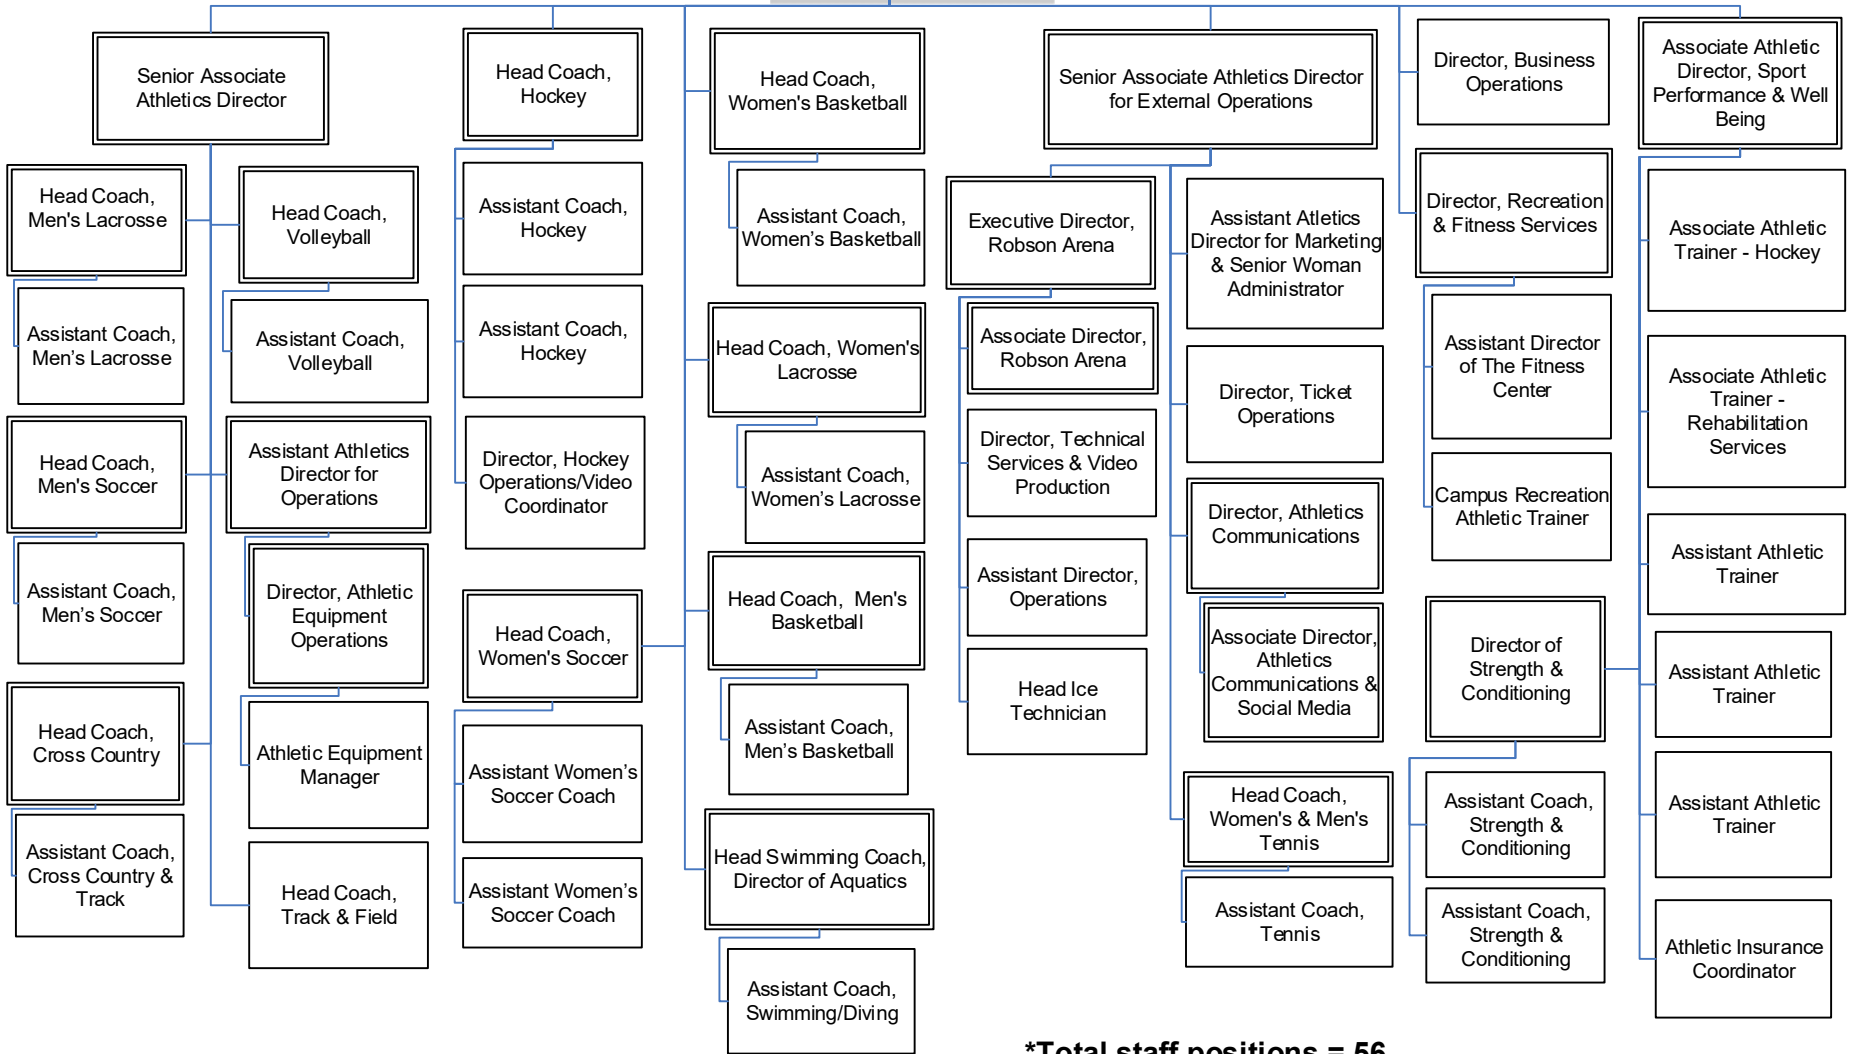 Senior Associate
Athletics Director
Head Coach,
Men's Lacrosse
Assistant Coach,
Men’s Lacrosse
Head Coach,
Volleyball
Assistant Coach,
Volleyball
Head Coach,
Men's Soccer
Assistant Coach,
Men’s Soccer
Assistant Athletics
Director for
Operations
Director, Athletic
Equipment
Operations
Athletic Equipment
Manager
Head Coach,
Cross Country
Assistant Coach,
Cross Country &
Track
Head Coach,
Track & Field
Head Coach,
Hockey
Assistant Coach,
Hockey
Assistant Coach,
Hockey
Director, Hockey
Operations/Video
Coordinator
Head Coach,
Women's Soccer
Assistant Women’s
Soccer Coach
Assistant Women’s
Soccer Coach
Head Coach,
Women's Basketball
Assistant Coach,
Women’s Basketball
Head Coach, Women's
Lacrosse
Assistant Coach,
Women’s Lacrosse
Head Coach, Men's
Basketball
Assistant Coach,
Men’s Basketball
Head Swimming Coach,
Director of Aquatics
Assistant Coach,
Swimming/Diving
Senior Associate Athletics Director
for External Operations
Executive Director,
Robson Arena
Associate Director,
Robson Arena
Director, Technical
Services & Video
Production
Assistant Director,
Operations
Head Ice
Technician
Assistant Atletics
Director for Marketing
& Senior Woman
Administrator
Director, Ticket
Operations
Director, Athletics
Communications
Associate Director,
Athletics
Communications &
Social Media
Head Coach,
Women's & Men's
Tennis
Assistant Coach,
Tennis
Director, Business
Operations
Director, Recreation
& Fitness Services
Assistant Director
of The Fitness
Center
Campus Recreation
Athletic Trainer
Associate Athletic
Director, Sport
Performance & Well
Being
Associate Athletic
Trainer - Hockey
Associate Athletic
Trainer -
Rehabilitation
Services
Assistant Athletic
Trainer
Director of
Strength &
Conditioning
Assistant Coach,
Strength &
Conditioning
Assistant Coach,
Strength &
Conditioning
Assistant Athletic
Trainer
Assistant Athletic
Trainer
Athletic Insurance
Coordinator
*Total staff positions = 56